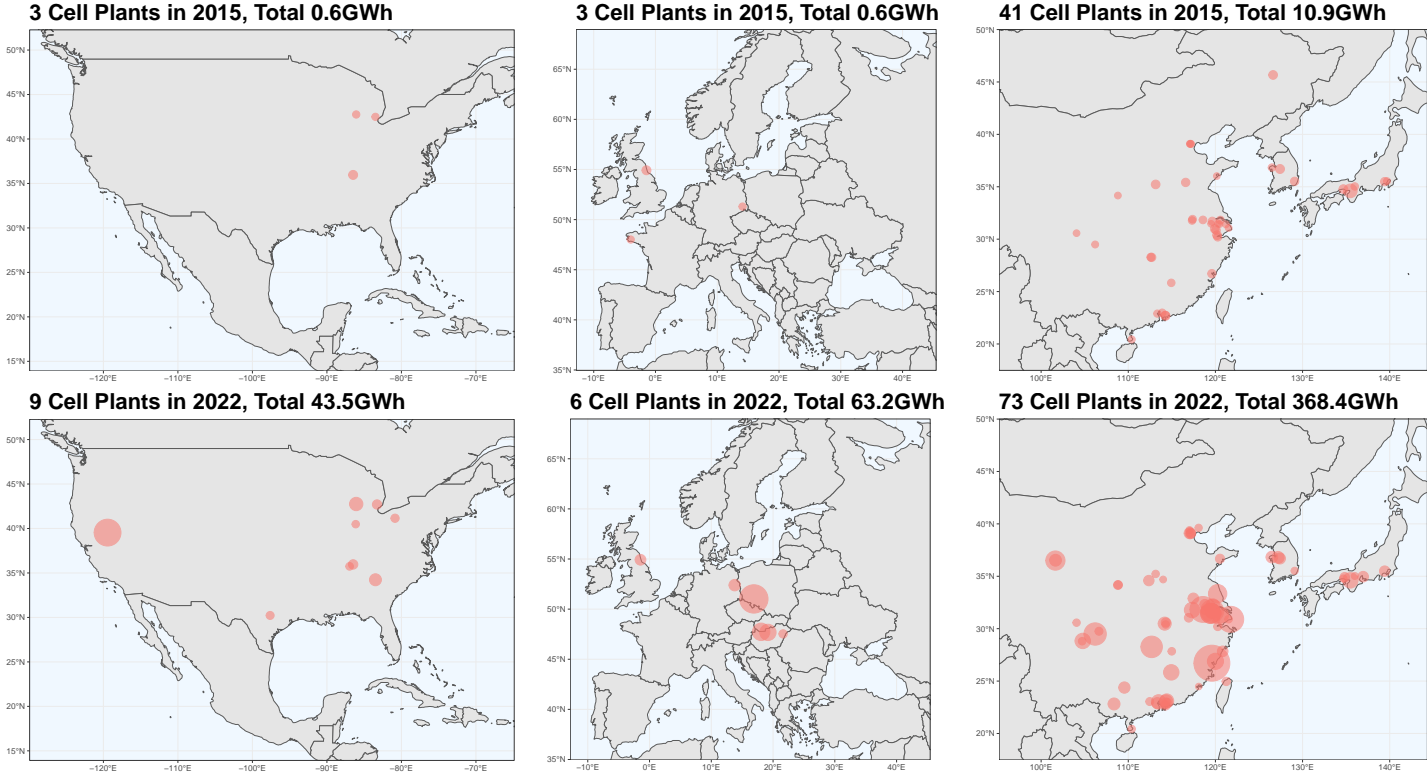 3 Cell Plants in 2015, Total 0.6GWh
3 Cell Plants in 2015, Total 0.6GWh
41 Cell Plants in 2015, Total 10.9GWh
50°N
45°N
40°N
35°N
30°N
25°N
20°N
15°N
−120°E −110°E −100°E −90°E −80°E −70°E
65°N
60°N
55°N
50°N
45°N
40°N
35°N
−10°E 0°E 10°E 20°E 30°E 40°E
50°N
45°N
40°N
35°N
30°N
25°N
20°N
100°E 110°E 120°E 130°E 140°E
9 Cell Plants in 2022, Total 43.5GWh
6 Cell Plants in 2022, Total 63.2GWh
73 Cell Plants in 2022, Total 368.4GWh
50°N
45°N
40°N
35°N
30°N
25°N
20°N
15°N
−120°E −110°E −100°E −90°E −80°E −70°E
65°N
60°N
55°N
50°N
45°N
40°N
35°N
−10°E 0°E 10°E 20°E 30°E 40°E
50°N
45°N
40°N
35°N
30°N
25°N
20°N
100°E 110°E 120°E 130°E 140°E